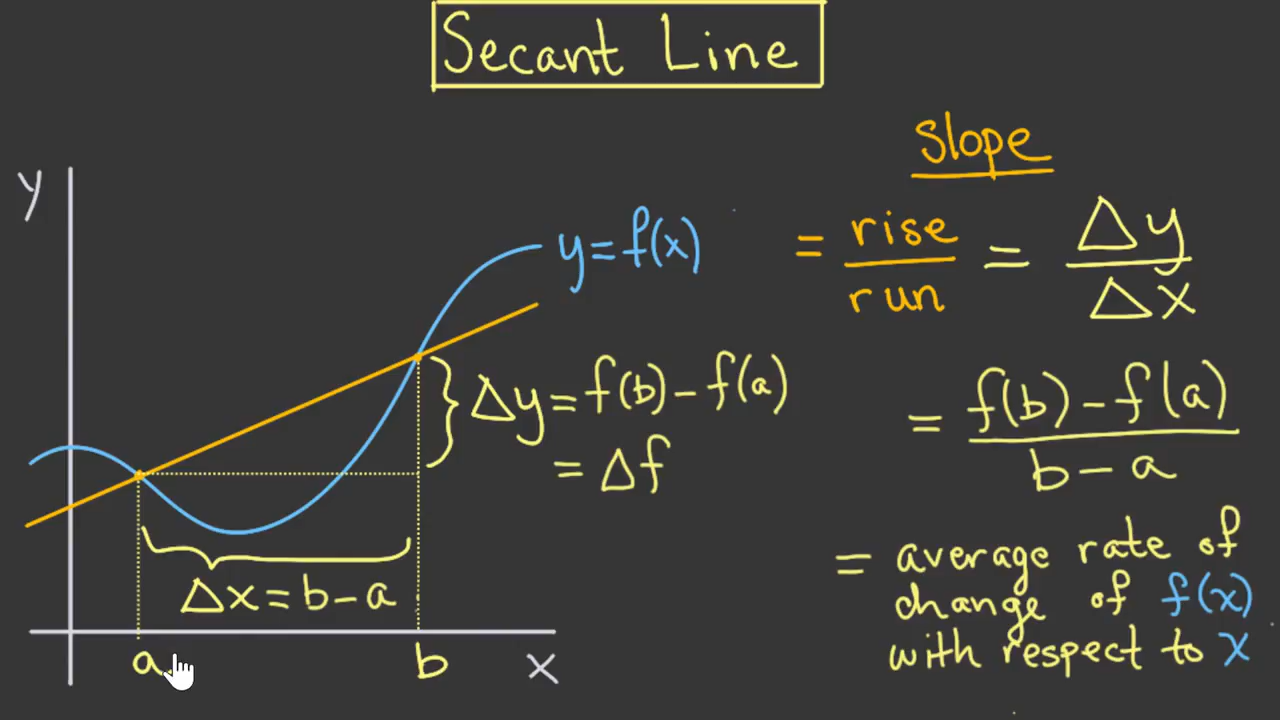 Secant Line
y
y = f(x)
Δy = f(b) - f(a)
= Δf
Δx = b - a
a
b
x
Slope
= rise/run = Δy/Δx
= f(b) - f(a) / b - a
= average rate of
change of f(x)
with respect to x